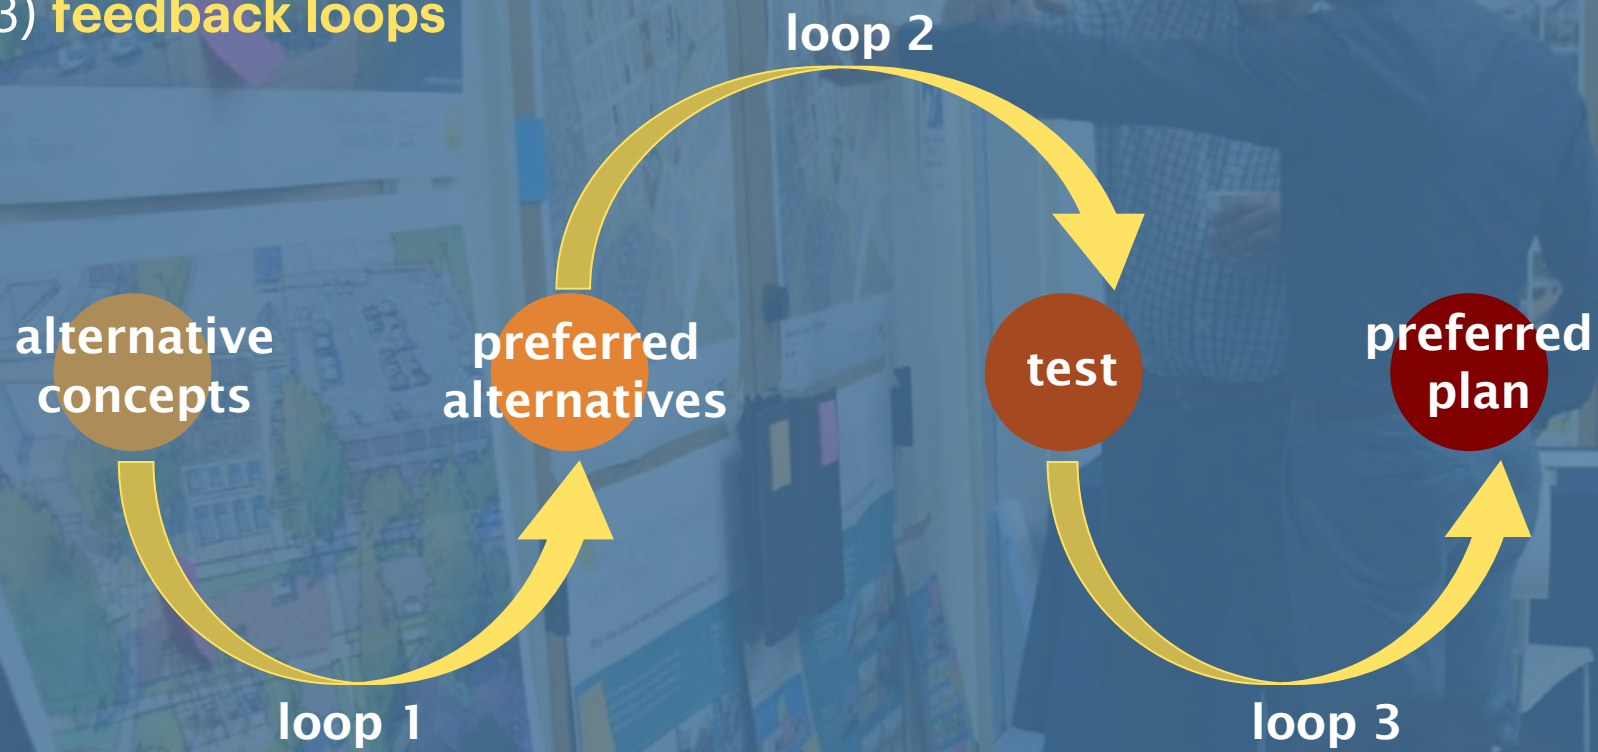 3) feedback loops
loop 2
alternative
concepts
preferred
alternatives
test
preferred
plan
loop 1
loop 3